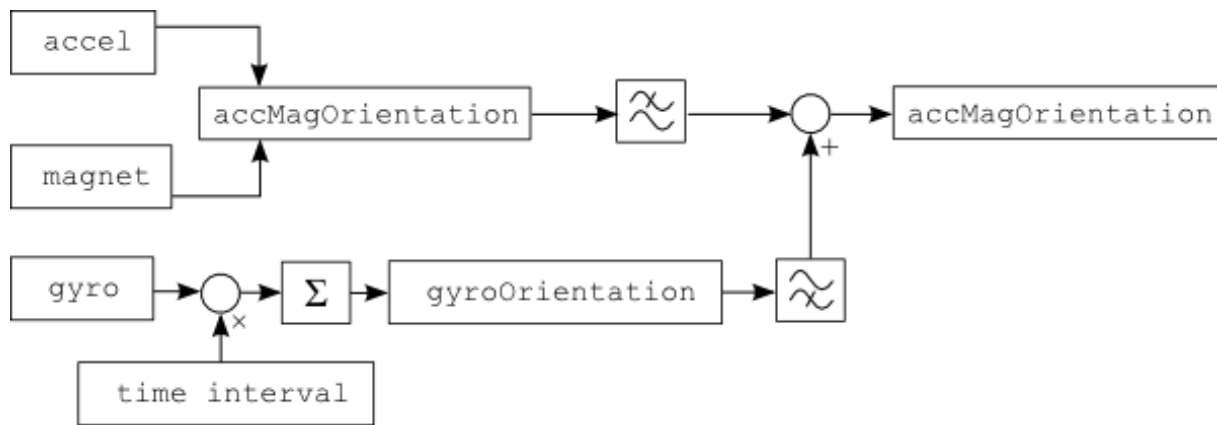 accel
accMagOrientation
accMagOrientation
magnet
+
gyro
×
Σ
gyroOrientation
time interval